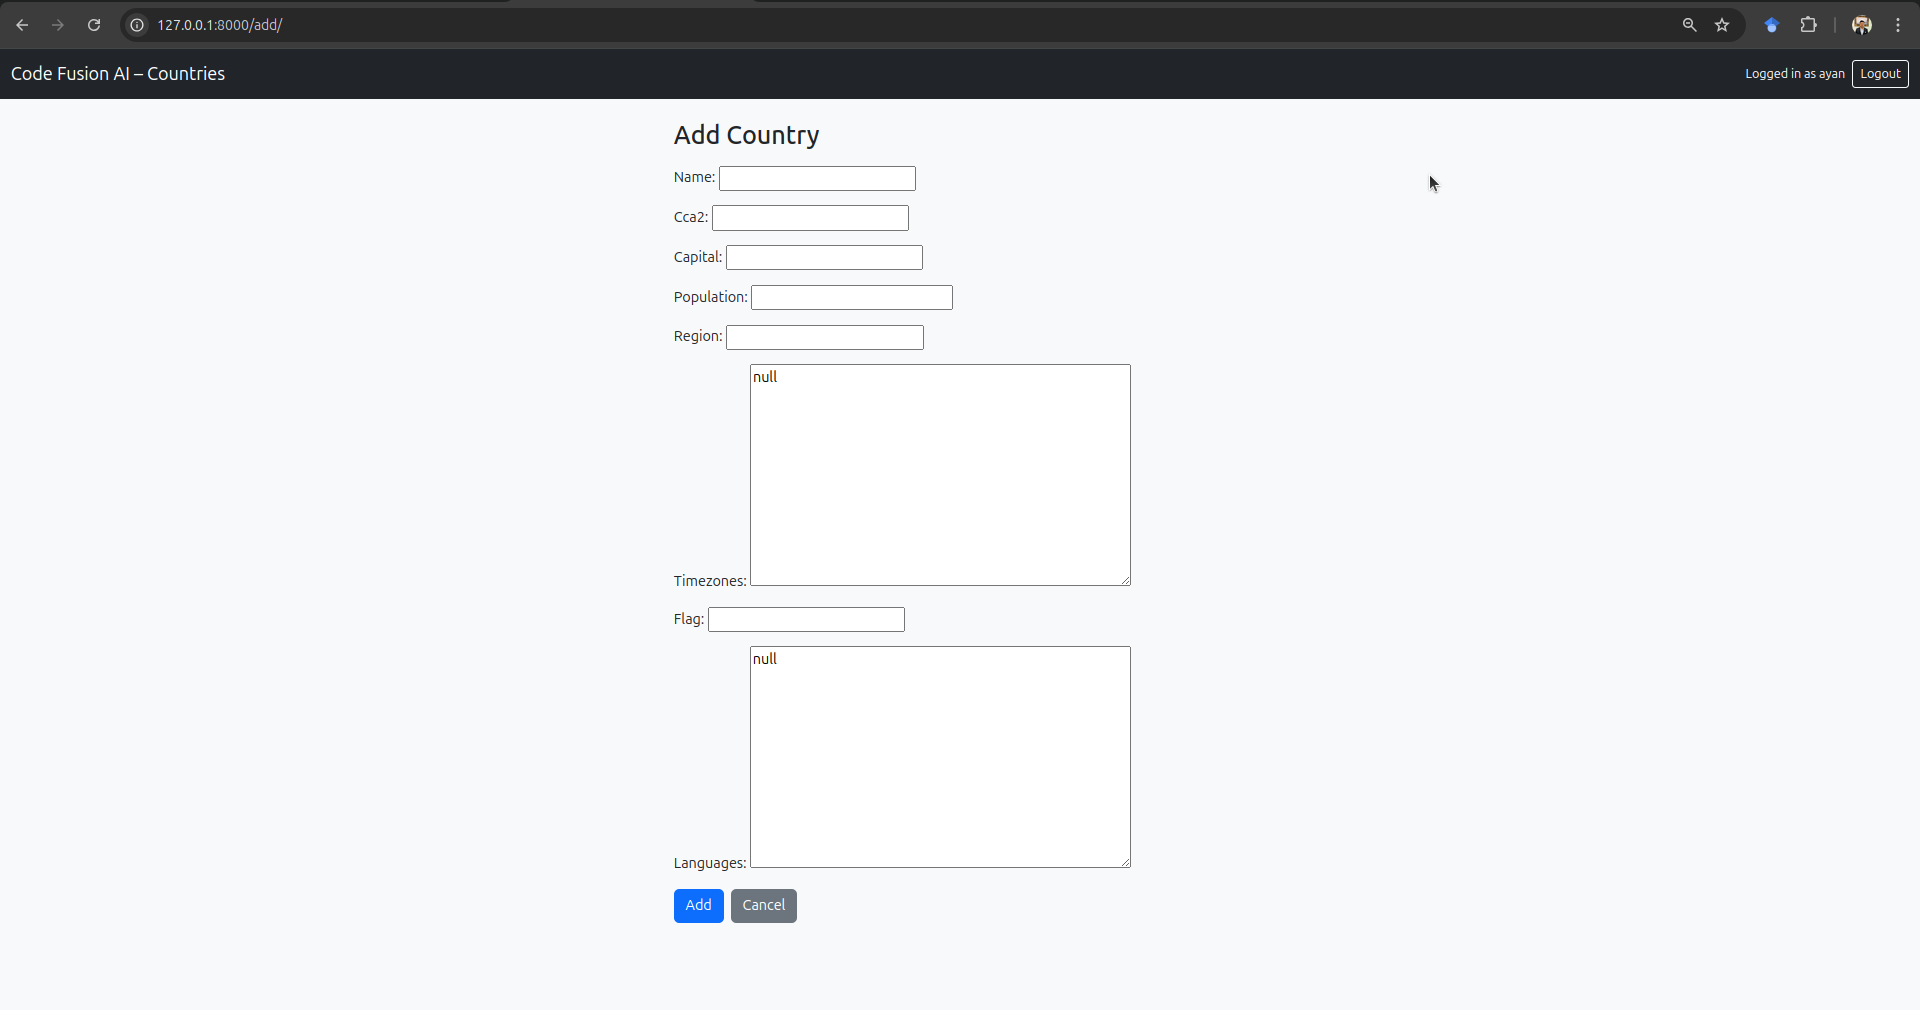 127.0.0.1:8000/add/
Code Fusion AI – Countries
Logged in as ayan
Logout
Add Country
Name:
Cca2:
Capital:
Population:
Region:
null
Timezones:
Flag:
null
Languages:
Add
Cancel